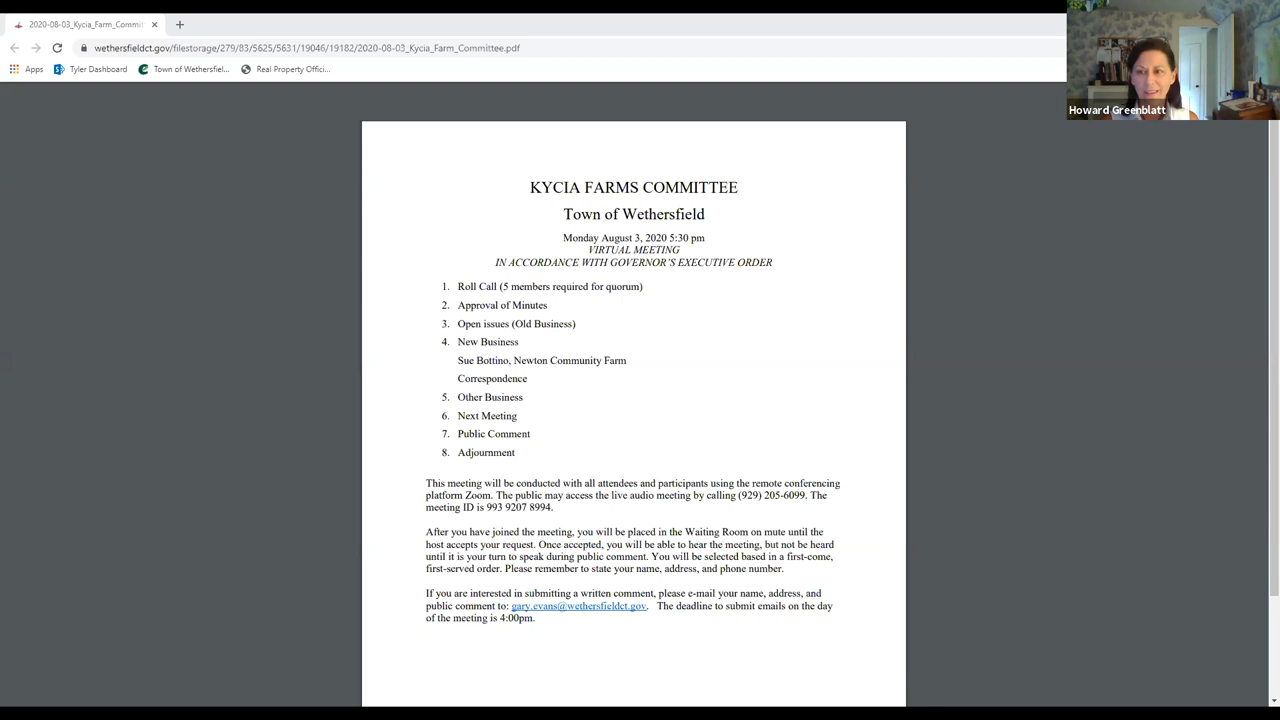 2020-08-03_Kycia_Farm_Commit
wethersfieldct.gov/filestorage/279/83/5625/5631/19046/19182/2020-08-03_Kycia_Farm_Committee.pdf
Apps Tyler Dashboard Town of Wethersfiel... Real Property Offici...
Howard Greenblatt
KYCIA FARMS COMMITTEE
Town of Wethersfield
Monday August 3, 2020 5:30 pm
VIRTUAL MEETING
IN ACCORDANCE WITH GOVERNOR'S EXECUTIVE ORDER
1. Roll Call (5 members required for quorum)
2. Approval of Minutes
3. Open issues (Old Business)
4. New Business
Sue Bottino, Newton Community Farm
Correspondence
5. Other Business
6. Next Meeting
7. Public Comment
8. Adjournment
This meeting will be conducted with all attendees and participants using the remote conferencing
platform Zoom. The public may access the live audio meeting by calling (929) 205-6099. The
meeting ID is 993 9207 8994.
After you have joined the meeting, you will be placed in the Waiting Room on mute until the
host accepts your request. Once accepted, you will be able to hear the meeting, but not be heard
until it is your turn to speak during public comment. You will be selected based in a first-come,
first-served order. Please remember to state your name, address, and phone number.
If you are interested in submitting a written comment, please e-mail your name, address, and
public comment to: gary.evans@wethersfieldct.gov. The deadline to submit emails on the day
of the meeting is 4:00pm.